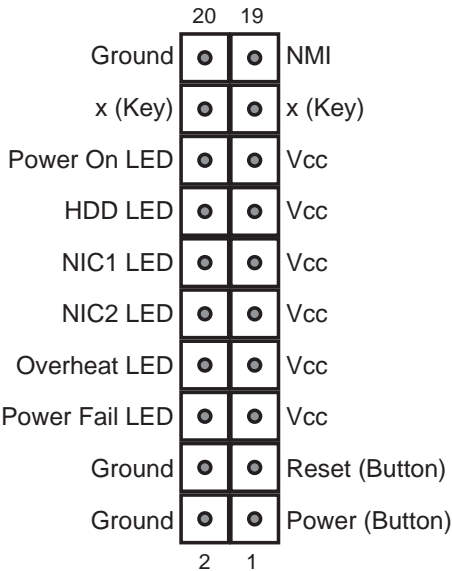 20 19
Ground NMI
x (Key) x (Key)
Power On LED Vcc
HDD LED Vcc
NIC1 LED Vcc
NIC2 LED Vcc
Overheat LED Vcc
Power Fail LED Vcc
Ground Reset (Button)
Ground Power (Button)
2 1